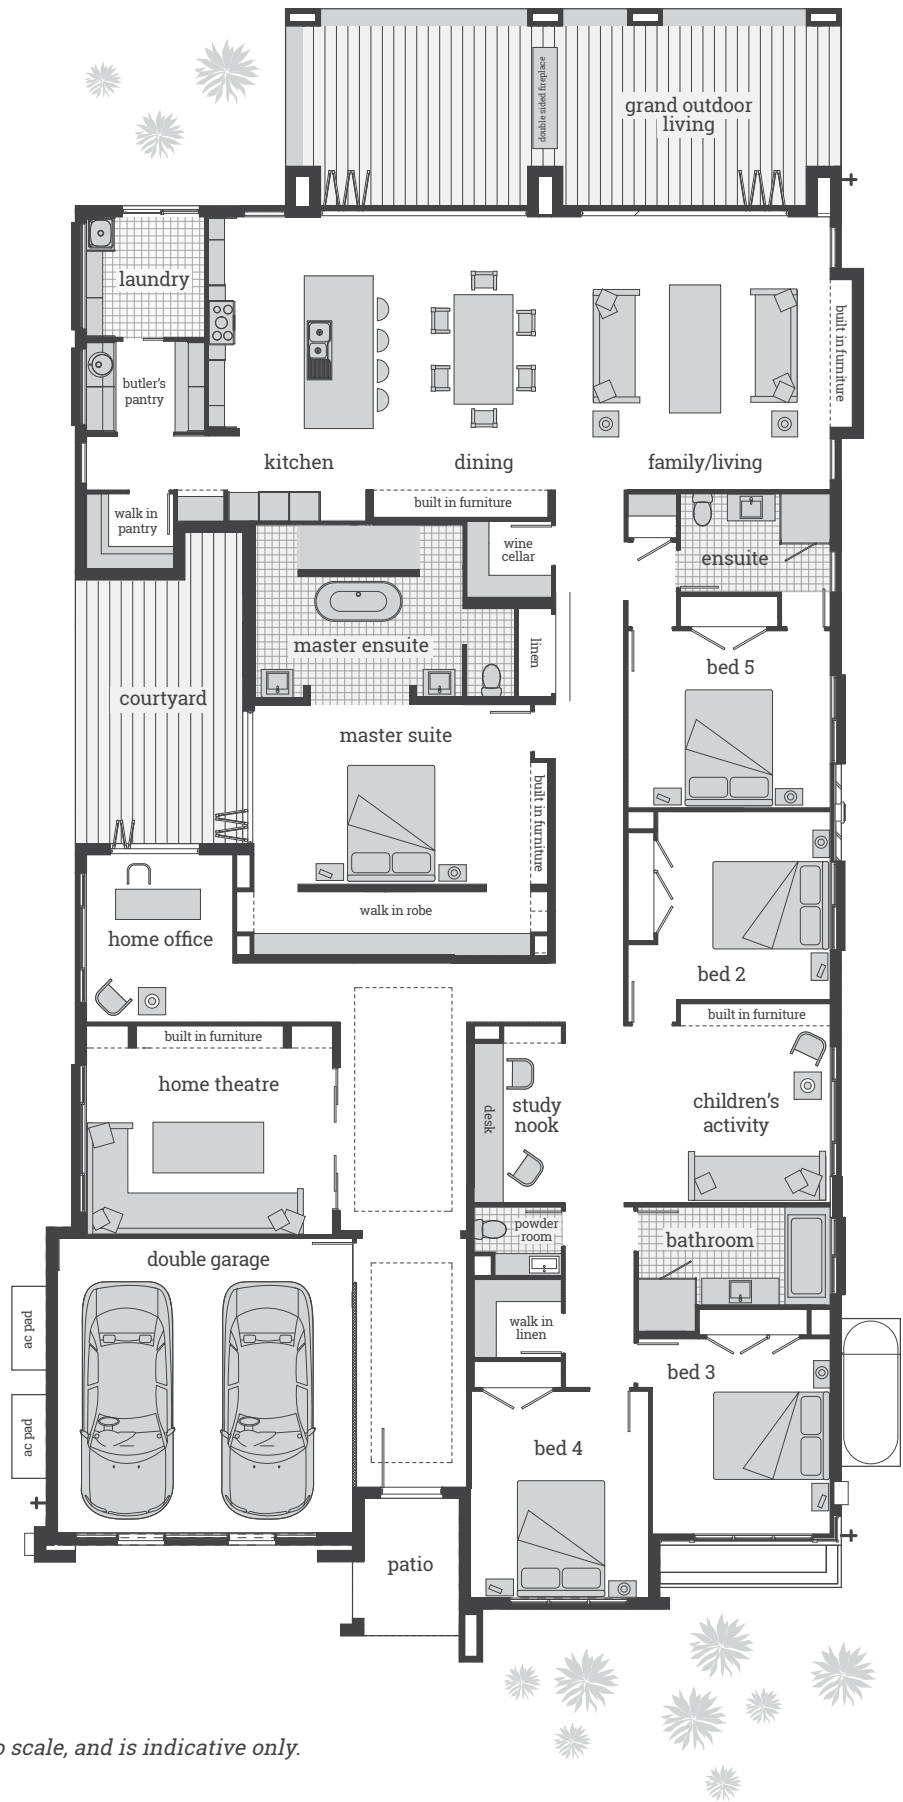 double sided fireplace
grand outdoor
living
laundry
built in furniture
butler's
pantry
kitchen
dining
family/living
built in furniture
walk in
pantry
wine
cellar
ensuite
master ensuite
linen
bed 5
courtyard
master suite
built in furniture
walk in robe
home office
bed 2
built in furniture
built in furniture
home theatre
desk
study
nook
children's
activity
powder
room
bathroom
double garage
ac pad
walk in
linen
bed 3
ac pad
bed 4
patio
scale, and is indicative only.